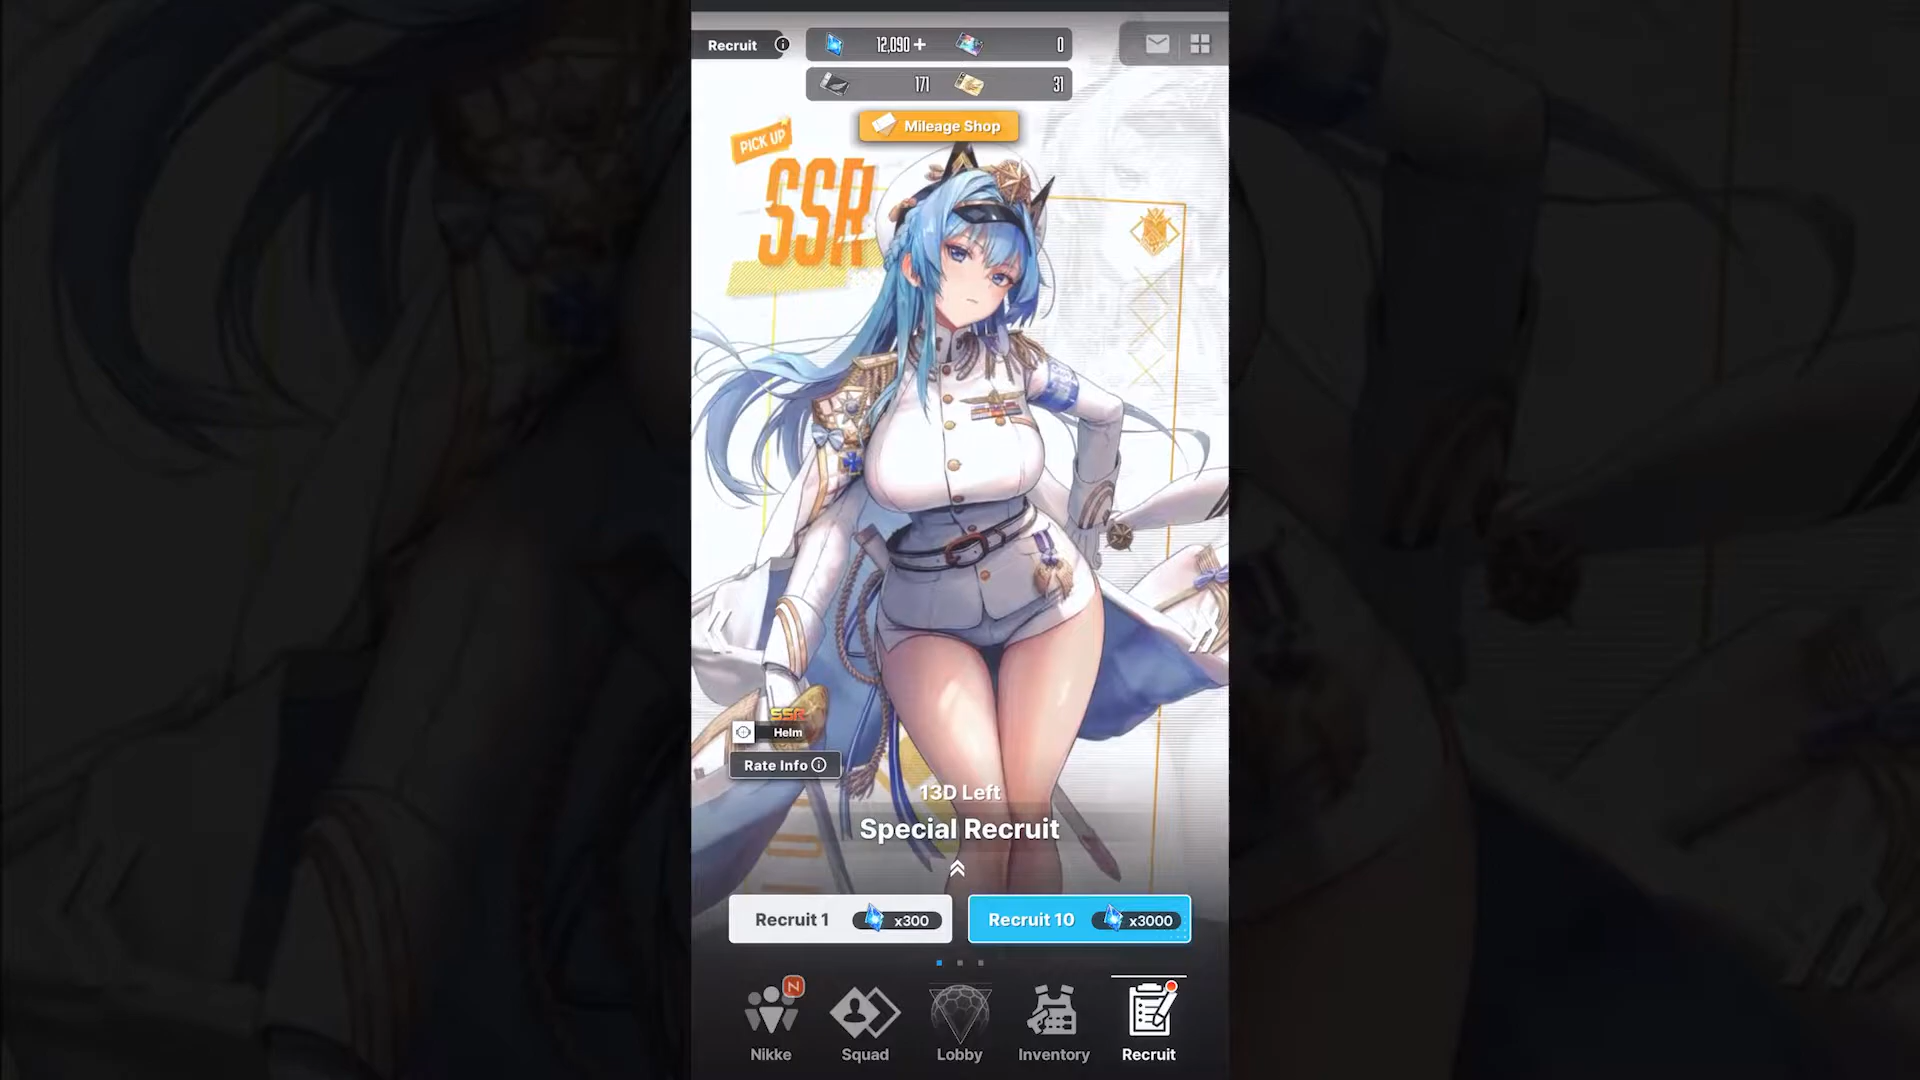 Recruit
12,090
0
171
31
Mileage Shop
PICK UP
SSR
SSR
Helm
Rate Info
13D Left
Special Recruit
Recruit 1
x300
Recruit 10
x3000
N
Nikke
Squad
Lobby
Inventory
Recruit